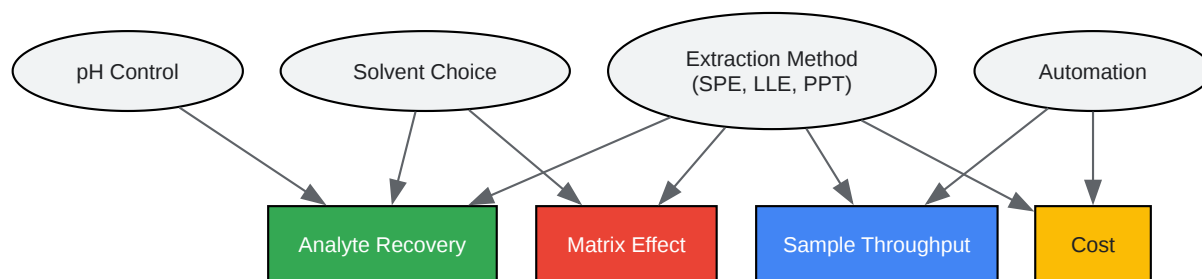 pH Control
Solvent Choice
Extraction Method
(SPE, LLE, PPT)
Automation
Analyte Recovery
Matrix Effect
Sample Throughput
Cost